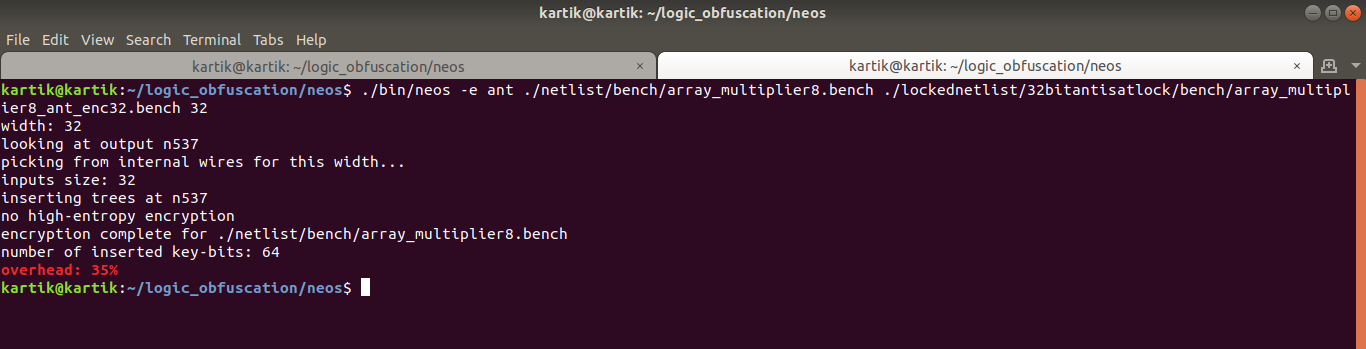 kartik@kartik: ~/logic_obfuscation/neos
File Edit View Search Terminal Tabs Help
kartik@kartik: ~/logic_obfuscation/neos × kartik@kartik: ~/logic_obfuscation/neos ×
kartik@kartik:~/logic_obfuscation/neos$ ./bin/neos -e ant ./netlist/bench/array_multiplier8.bench ./lockednetlist/32bitantisatlock/bench/array_multipl
ier8_ant_enc32.bench 32
width: 32
looking at output n537
picking from internal wires for this width...
inputs size: 32
inserting trees at n537
no high-entropy encryption
encryption complete for ./netlist/bench/array_multiplier8.bench
number of inserted key-bits: 64
overhead: 35%
kartik@kartik:~/logic_obfuscation/neos$